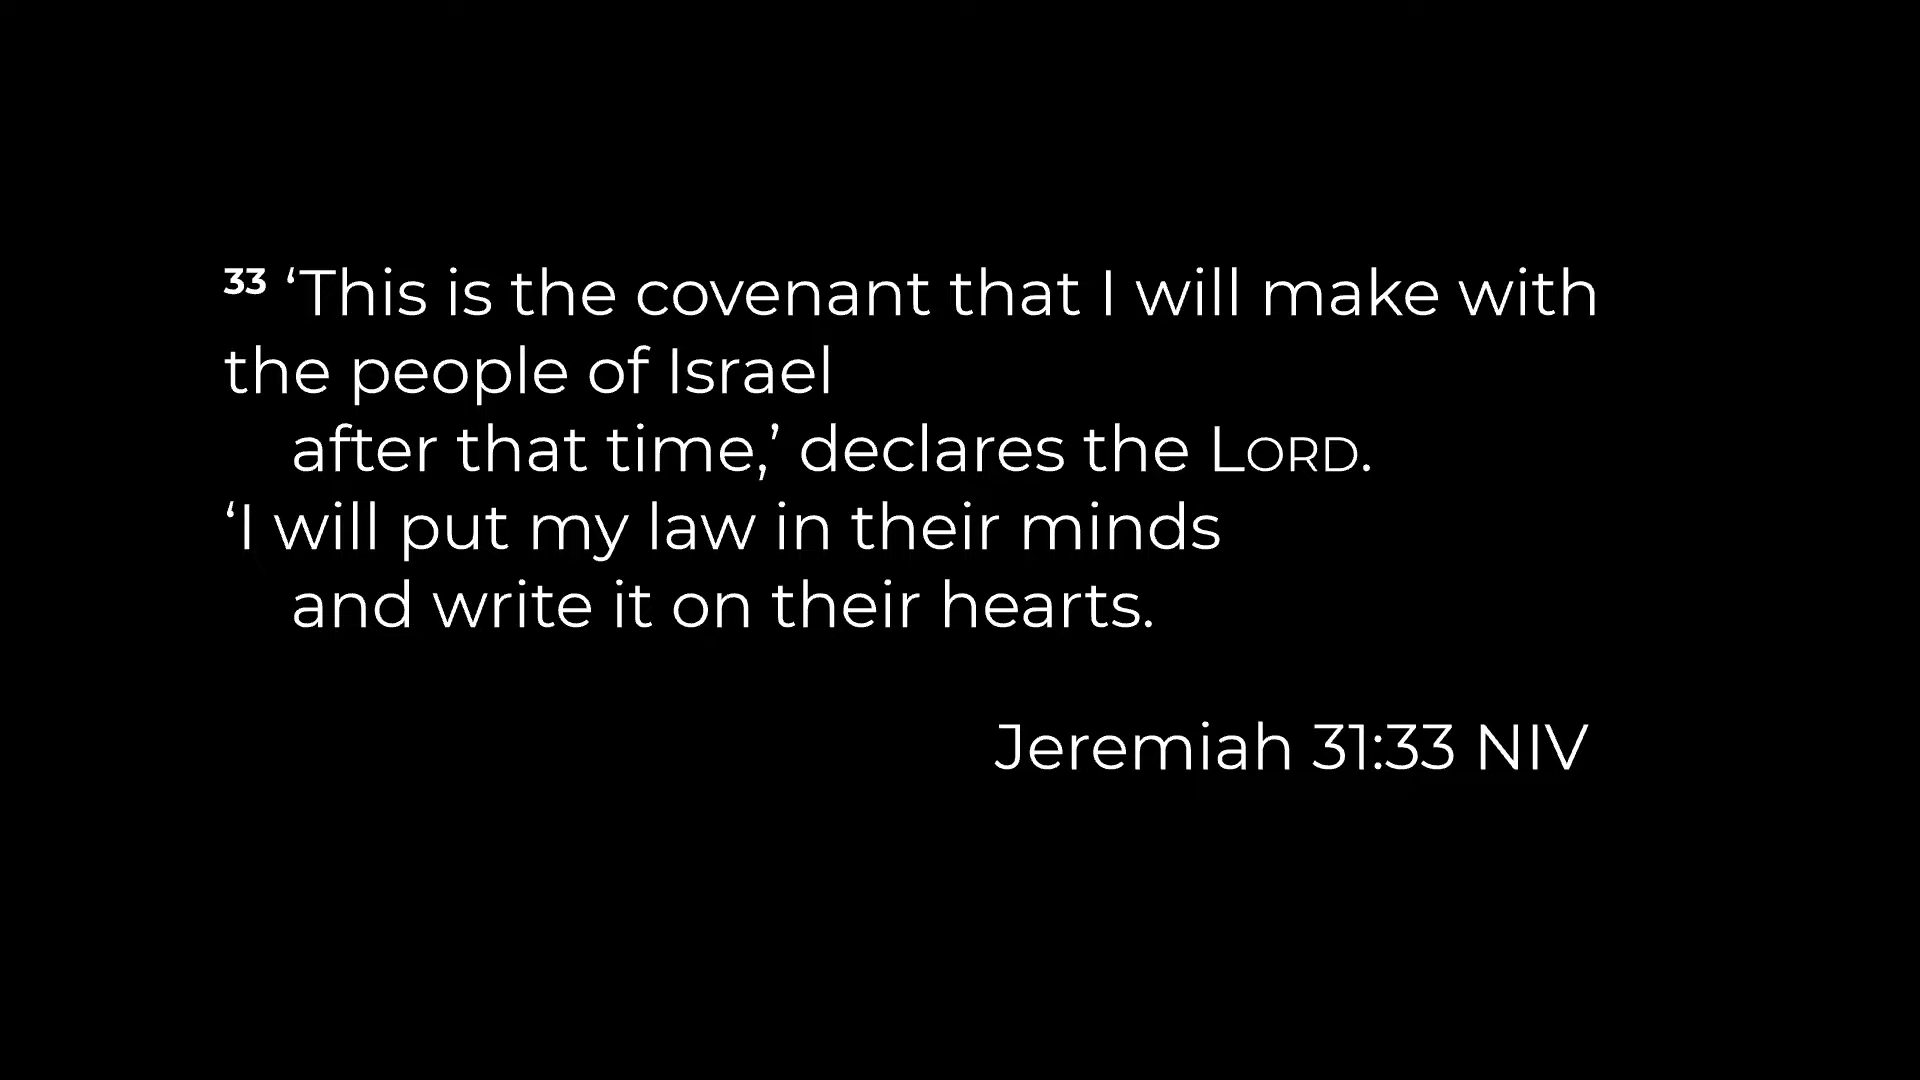 33 ‘This is the covenant that I will make with
the people of Israel
after that time,’ declares the LORD.
‘I will put my law in their minds
and write it on their hearts.
Jeremiah 31:33 NIV